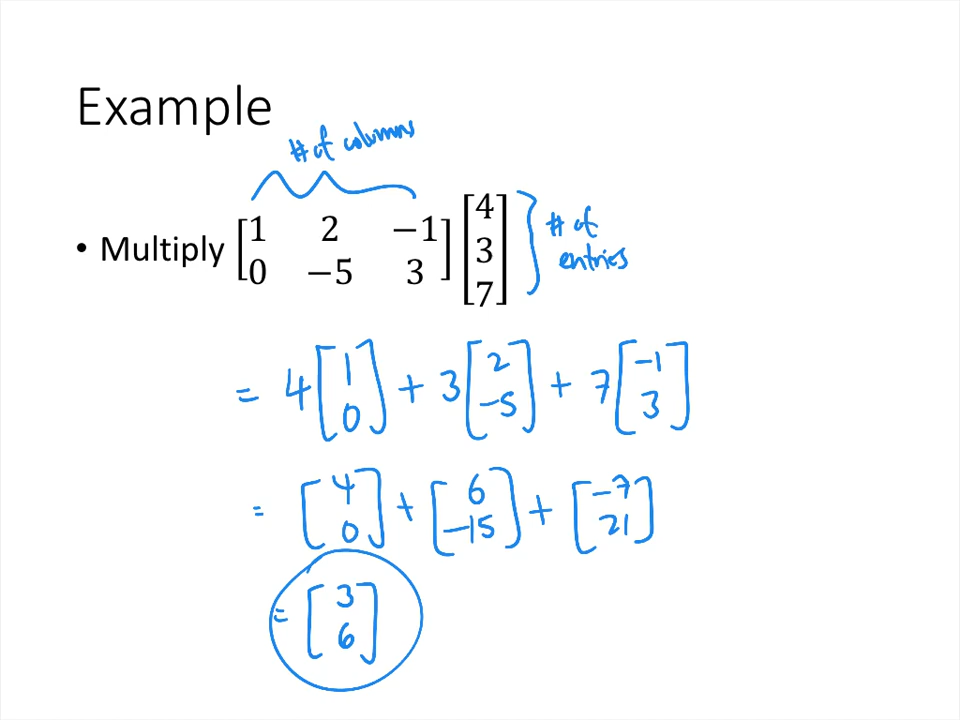 Example
# of columns
• Multiply [1 2 −1; 0 −5 3] [4; 3; 7]
# of
entries
= 4[1; 0] + 3[2; −5] + 7[−1; 3]
= [4; 0] + [6; −15] + [−7; 21]
= [3; 6]